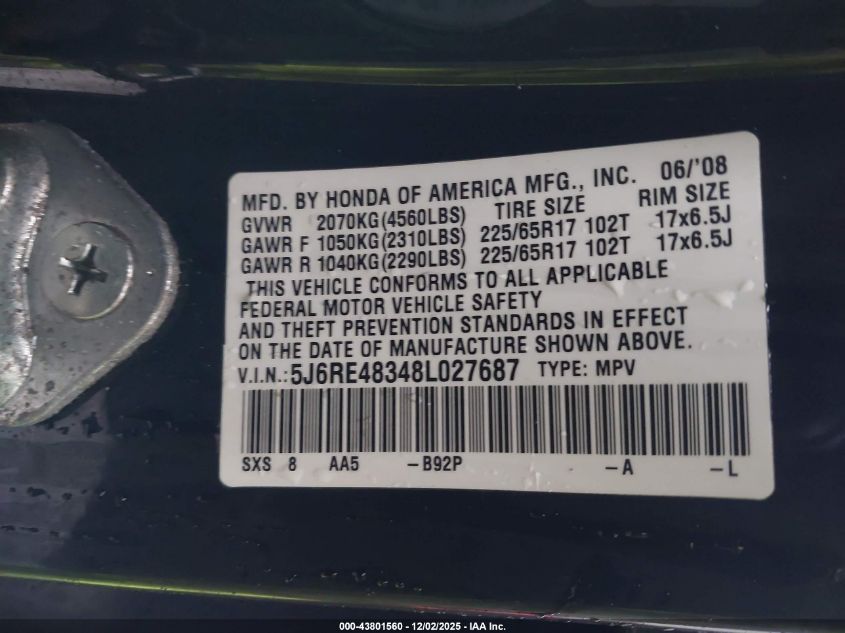 MFD. BY HONDA OF AMERICA MFG., INC. 06/'08
GVWR 2070KG(4560LBS) TIRE SIZE RIM SIZE
GAWR F 1050KG(2310LBS) 225/65R17 102T 17x6.5J
GAWR R 1040KG(2290LBS) 225/65R17 102T 17x6.5J
THIS VEHICLE CONFORMS TO ALL APPLICABLE
FEDERAL MOTOR VEHICLE SAFETY
AND THEFT PREVENTION STANDARDS IN EFFECT
ON THE DATE OF MANUFACTURE SHOWN ABOVE.
V.I.N.:5J6RE48348L027687 TYPE: MPV
SXS 8 AA5 -B92P -A -L
000-43801560 - 12/02/2025 - IAA Inc.